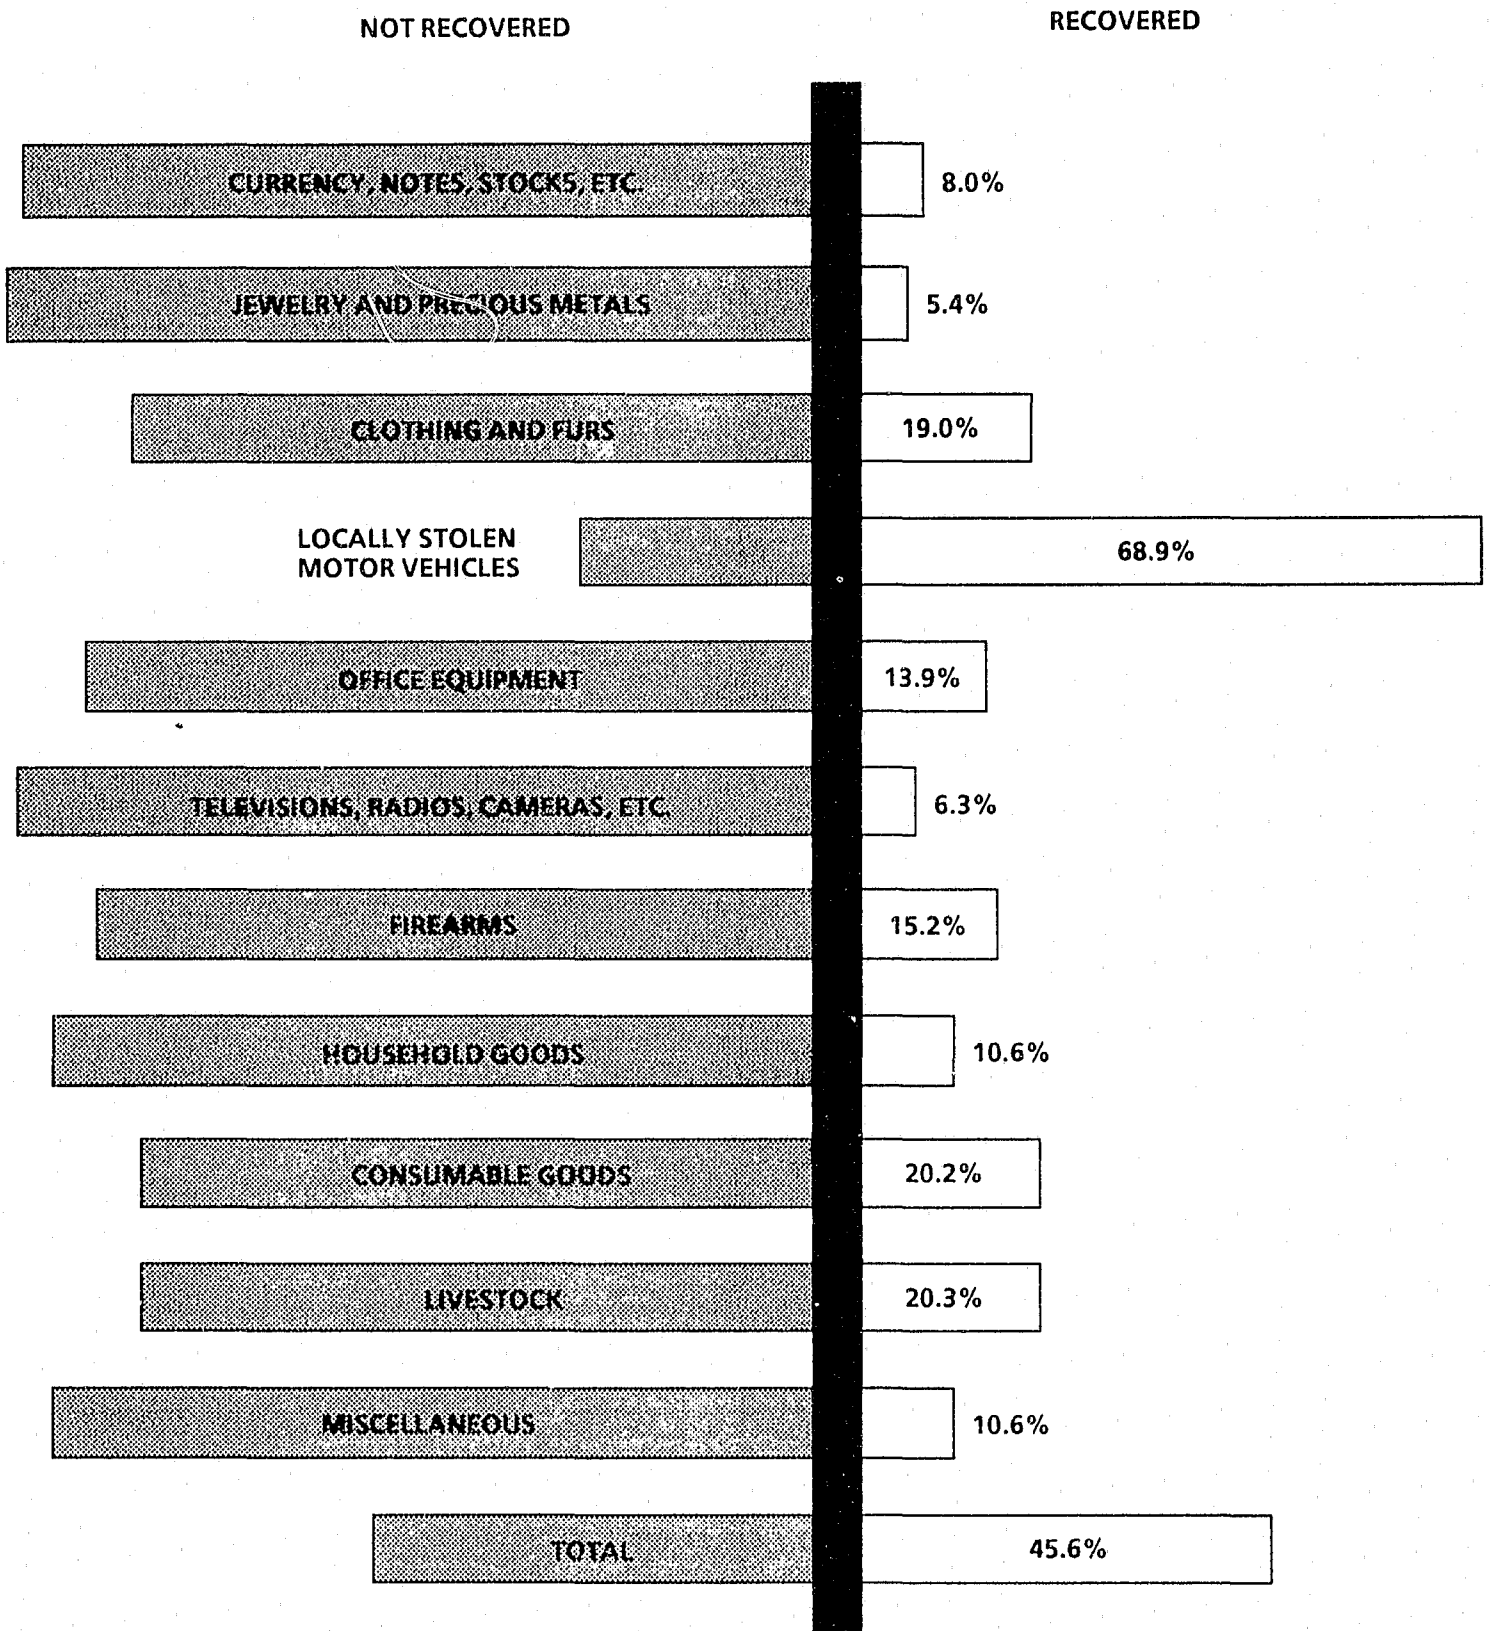 NOT RECOVERED
RECOVERED
CURRENCY, NOTES, STOCKS, ETC.
8.0%
JEWELRY AND PRECIOUS METALS
5.4%
CLOTHING AND FURS
19.0%
LOCALLY STOLEN
MOTOR VEHICLES
68.9%
OFFICE EQUIPMENT
13.9%
TELEVISIONS, RADIOS, CAMERAS, ETC.
6.3%
FIREARMS
15.2%
HOUSEHOLD GOODS
10.6%
CONSUMABLE GOODS
20.2%
LIVESTOCK
20.3%
MISCELLANEOUS
10.6%
TOTAL
45.6%